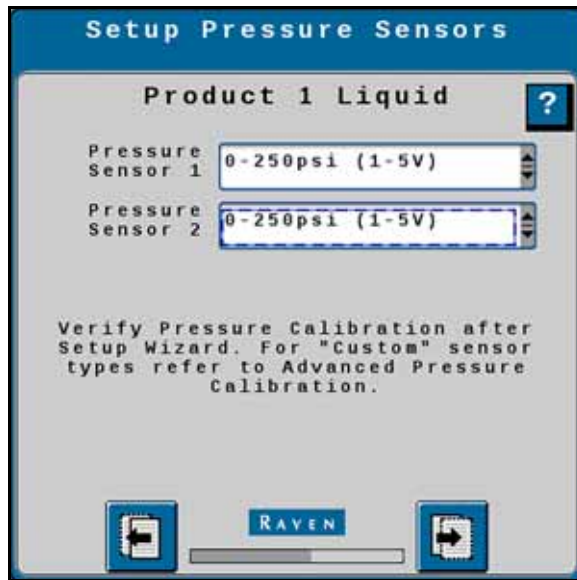 Setup Pressure Sensors
Product 1 Liquid
?
Pressure
Sensor 1
0-250psi (1-5V)
Pressure
Sensor 2
0-250psi (1-5V)
Verify Pressure Calibration after
Setup Wizard. For "Custom" sensor
types refer to Advanced Pressure
Calibration.
RAVEN